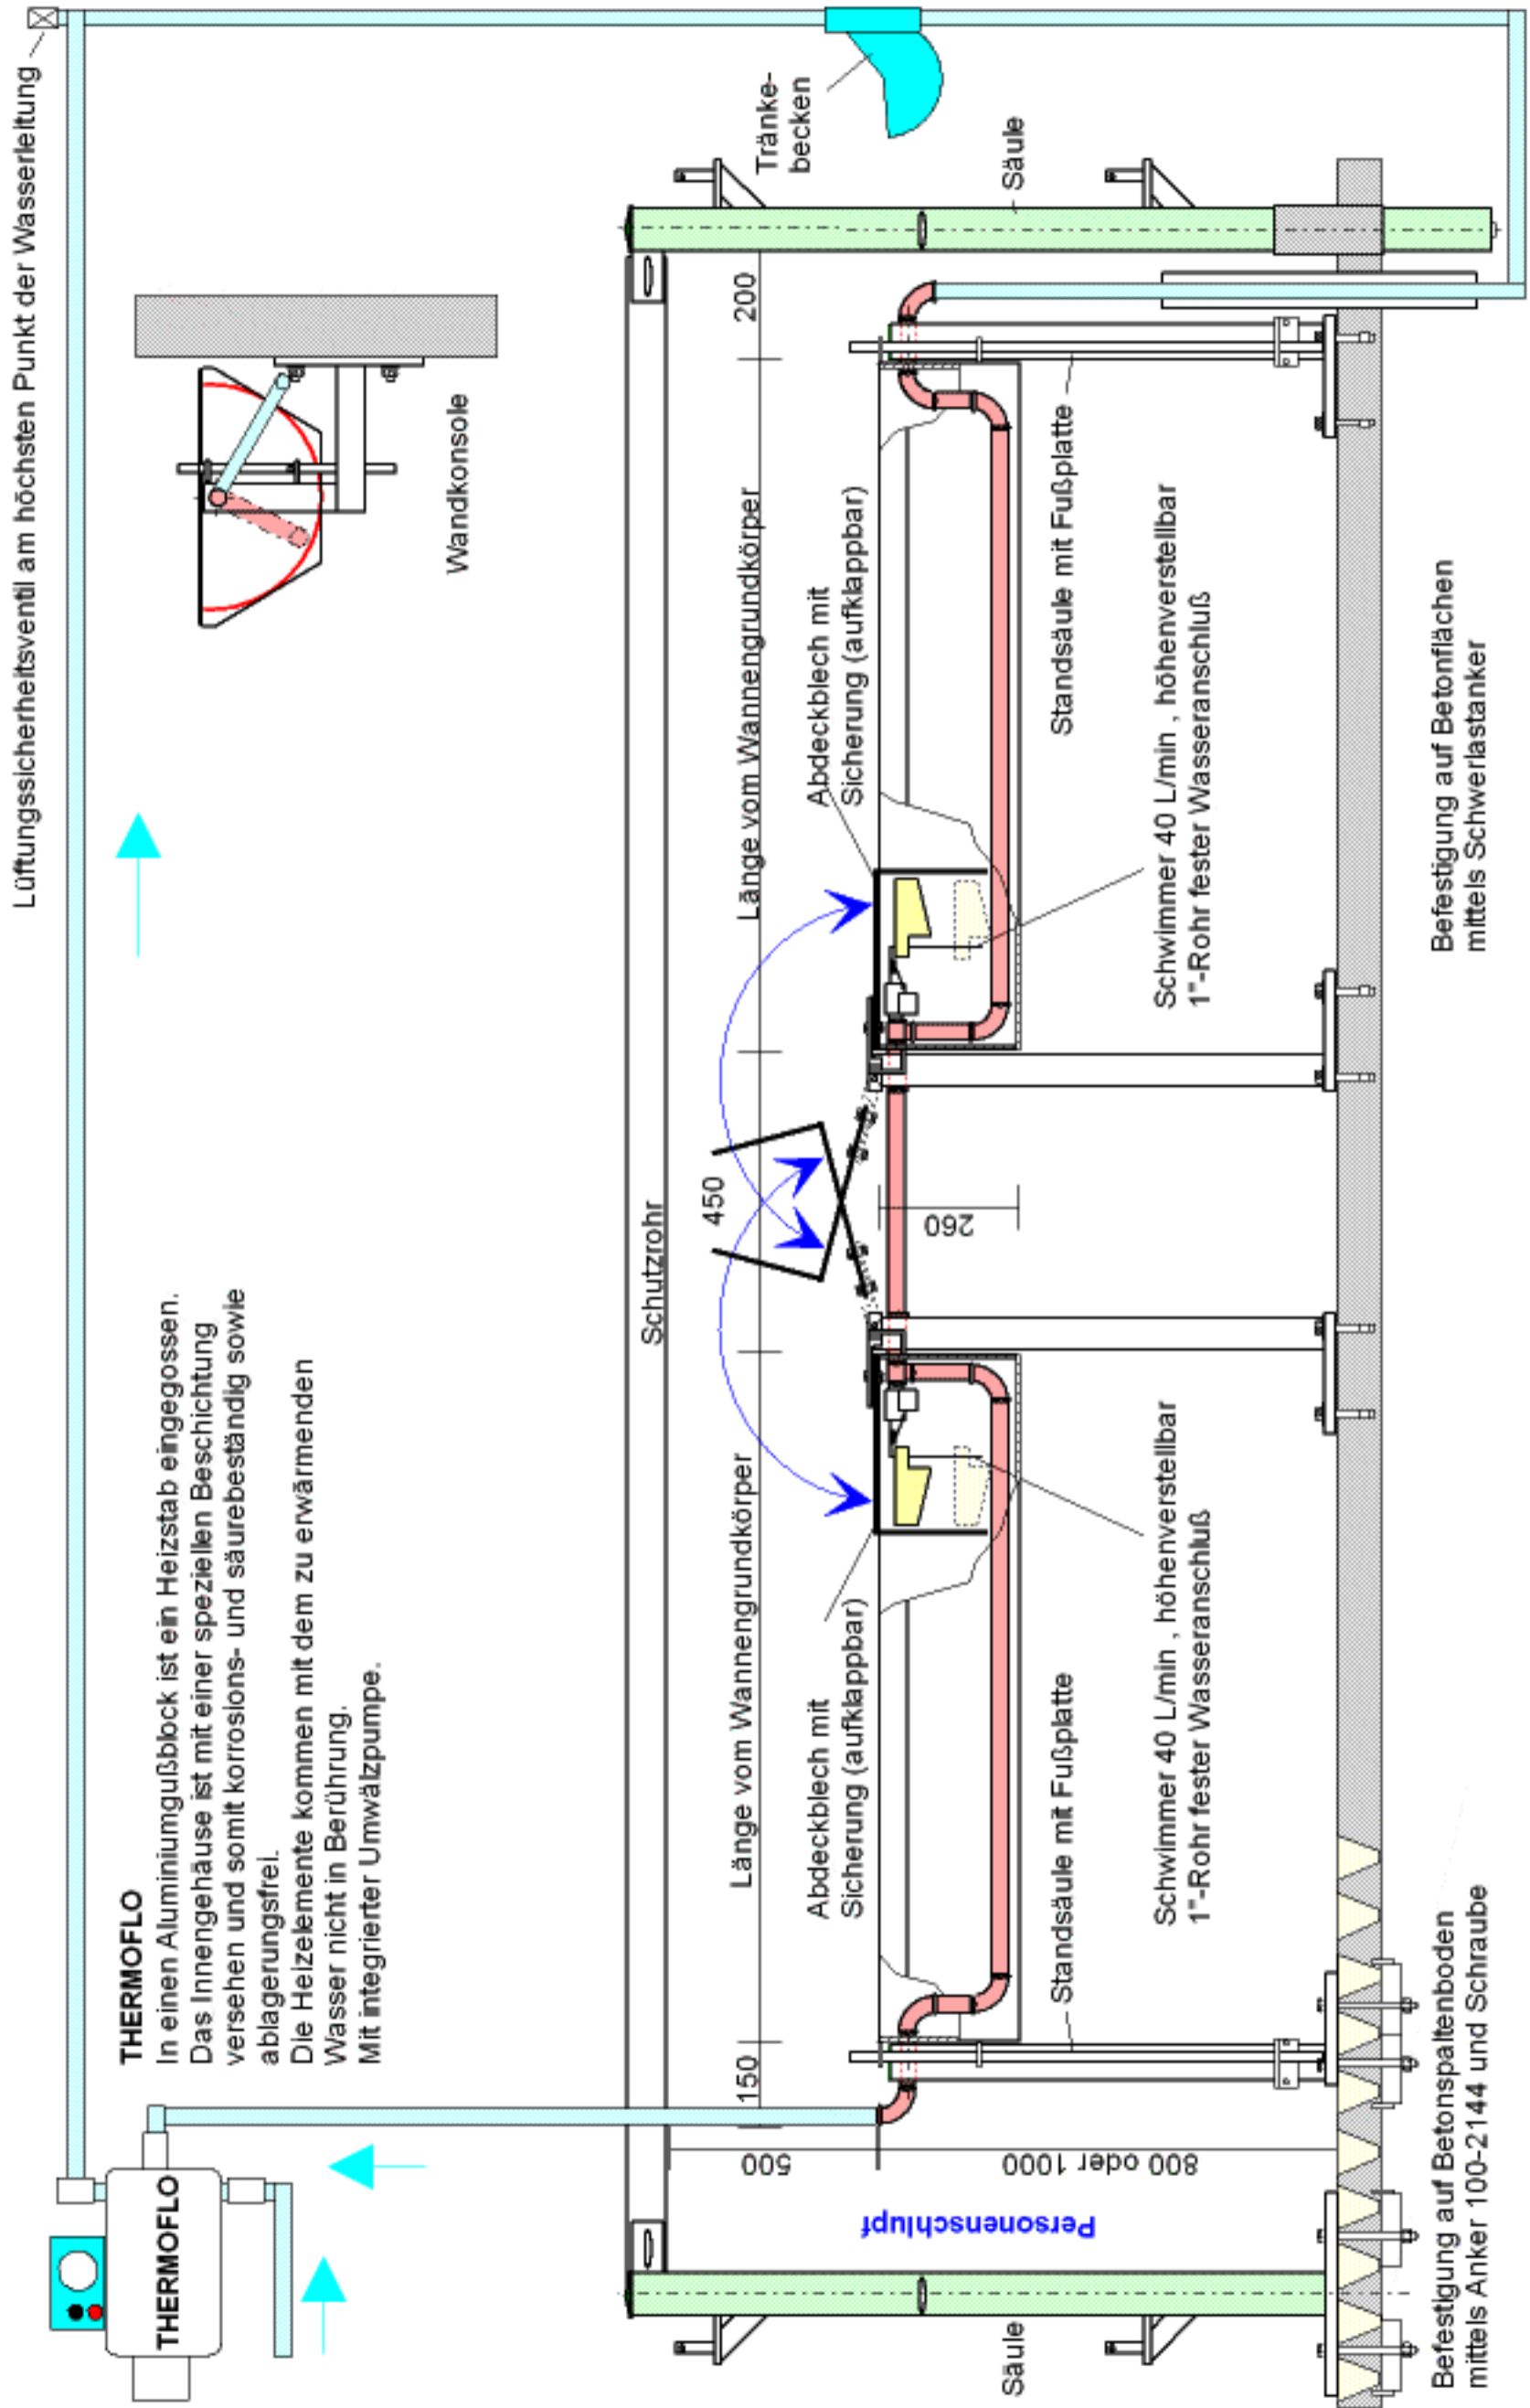 Lüftungssicherheitsventil am höchsten Punkt der Wasserleitung
THERMOFLO
THERMOFLO
In einen Aluminiumgußblock ist ein Heizstab eingegossen.
Das Innengehäuse ist mit einer speziellen Beschichtung
versehen und somit korrosions- und säurebeständig sowie
ablagerungsfrei.
Die Heizelemente kommen mit dem zu erwärmenden
Wasser nicht in Berührung.
Mit integrierter Umwälzpumpe.
Wandkonsole
Tränke-
becken
Schutzrohr
150
Länge vom Wannengrundkörper
450
Länge vom Wannengrundkörper
200
500
Abdeckblech mit
Sicherung (aufklappbar)
Abdeckblech mit
Sicherung (aufklappbar)
260
Personenschlupf
800 oder 1000
Säule
Standsäule mit Fußplatte
Standsäule mit Fußplatte
Säule
Schwimmer 40 L/min , höhenverstellbar
1"-Rohr fester Wasseranschluß
Schwimmer 40 L/min , höhenverstellbar
1"-Rohr fester Wasseranschluß
Befestigung auf Betonspaltenboden
mittels Anker 100-2144 und Schraube
Befestigung auf Betonflächen
mittels Schwerlastanker